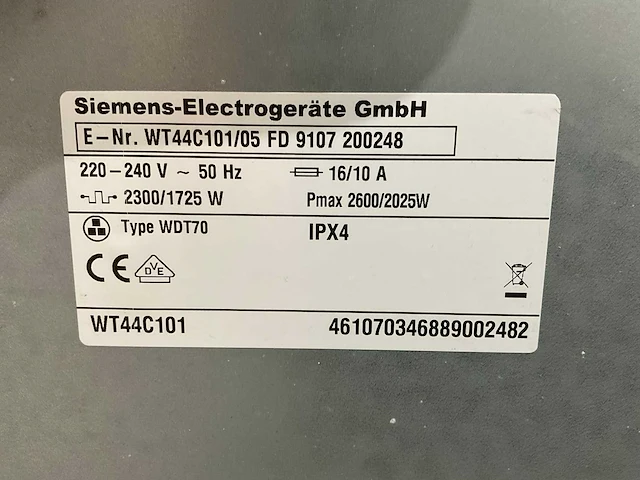 Siemens-Electrogeräte GmbH
E-Nr. WT44C101/05 FD 9107 200248
220-240 V ~ 50 Hz 16/10 A
2300/1725 W Pmax 2600/2025W
Type WDT70 IPX4
CE DVE
WT44C101 461070346889002482